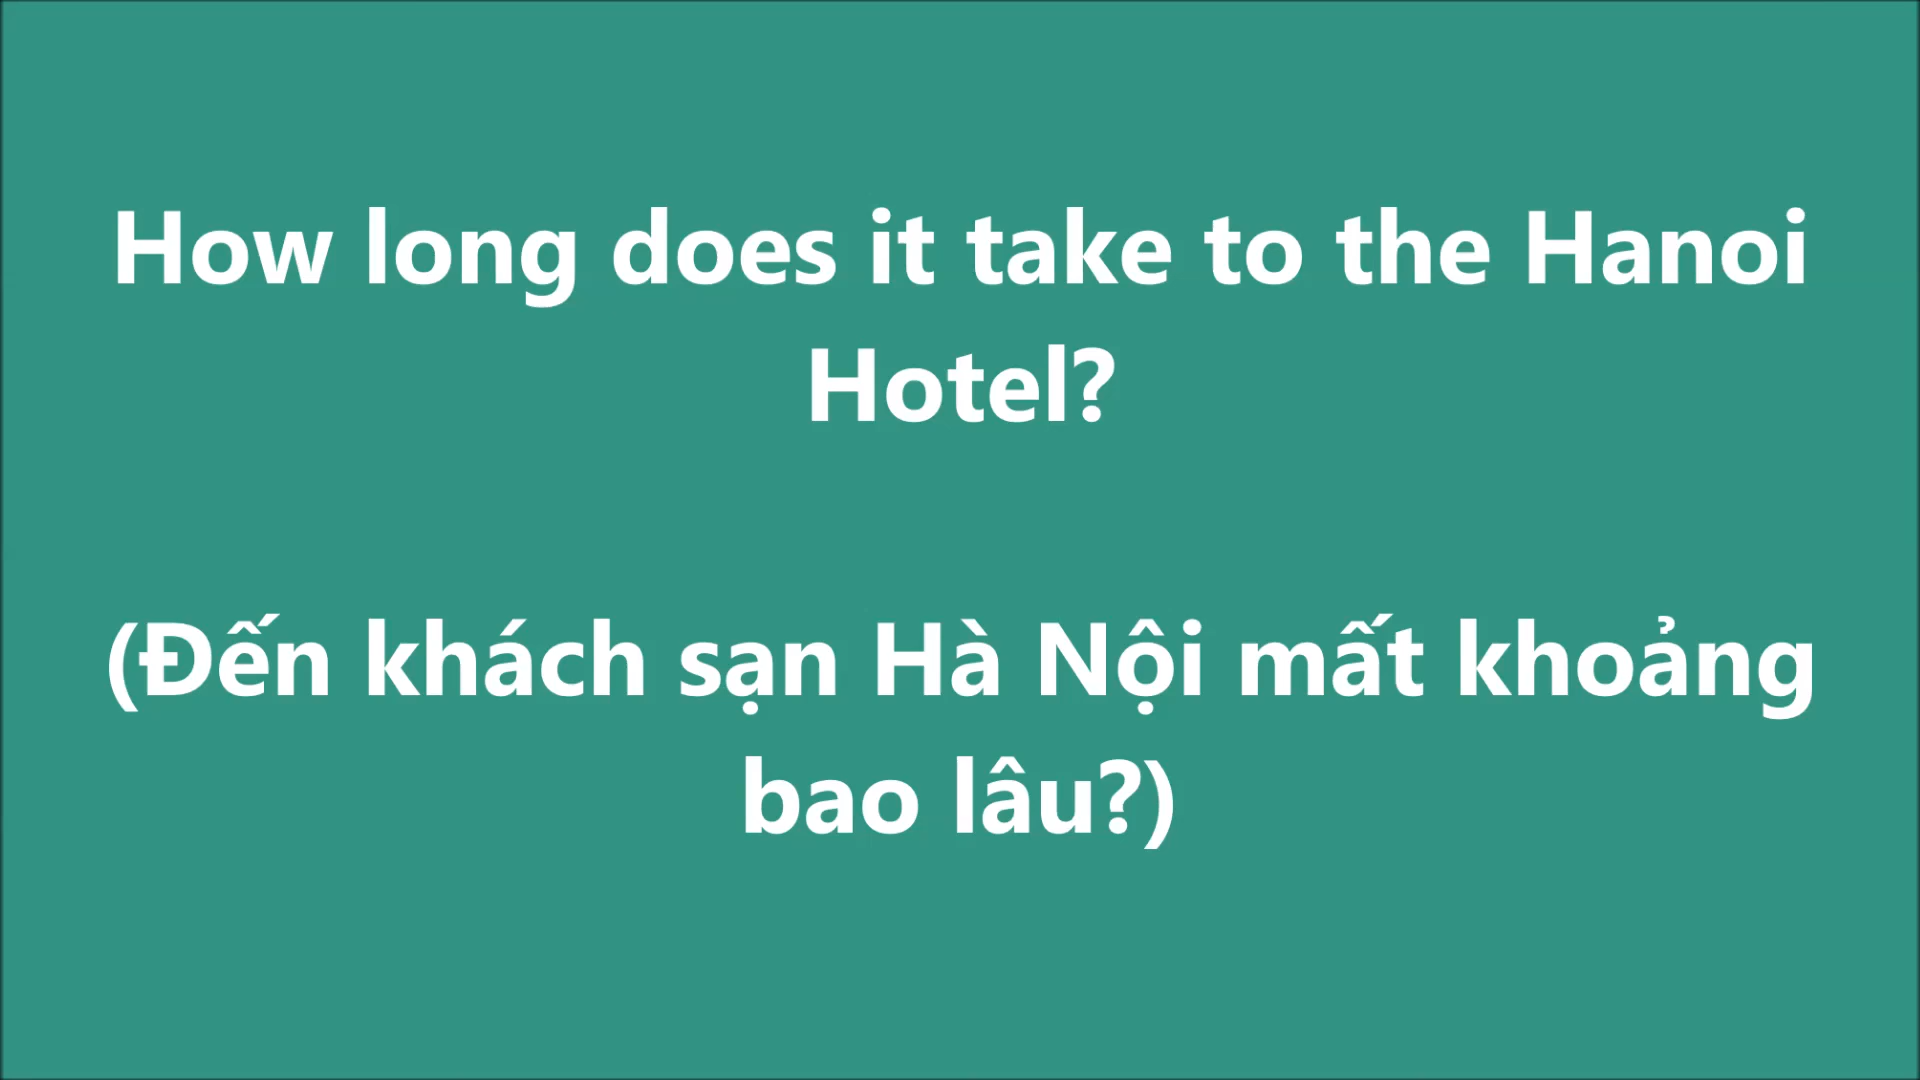 How long does it take to the Hanoi
Hotel?
(Đến khách sạn Hà Nội mất khoảng
bao lâu?)